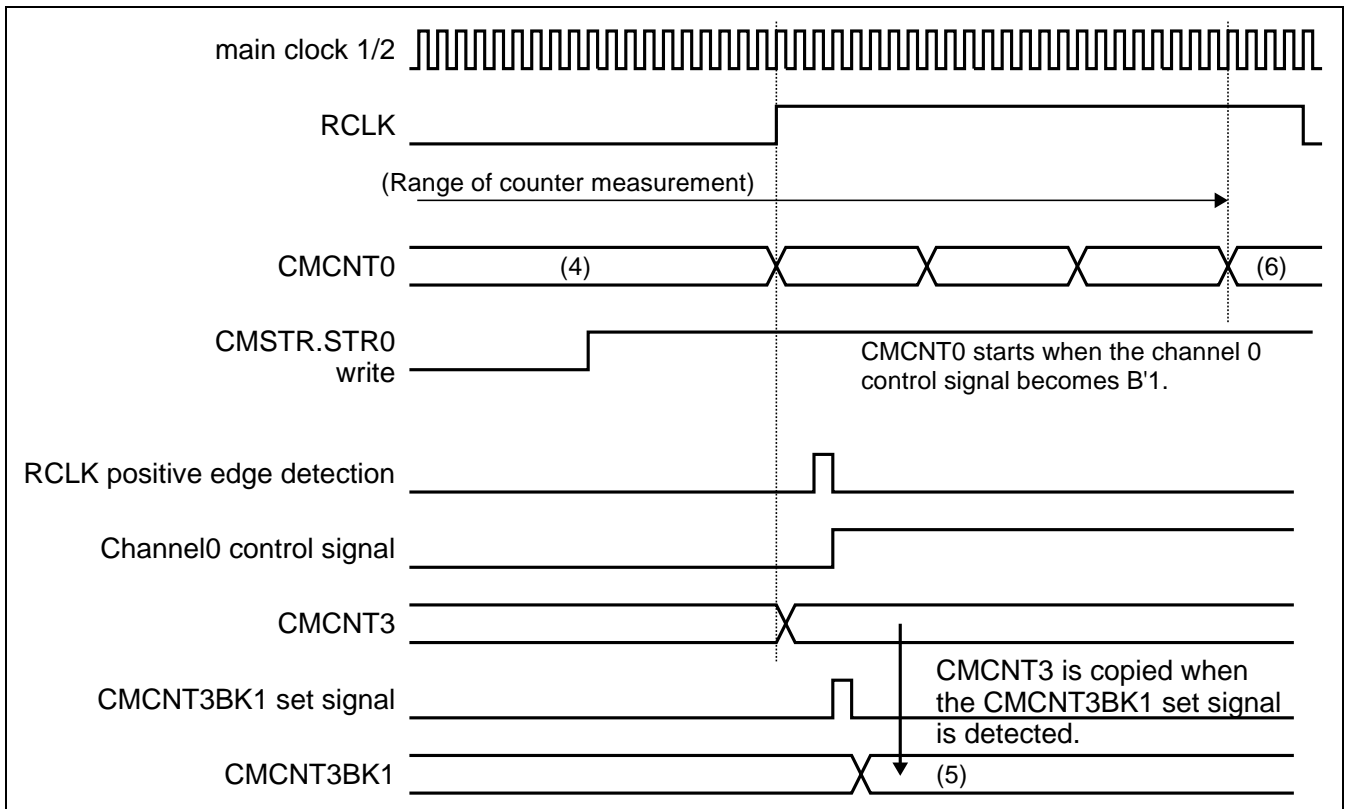 main clock 1/2
RCLK
(Range of counter measurement)
CMCNT0
(4)
(6)
CMSTR.STR0
write
CMCNT0 starts when the channel 0
control signal becomes B'1.
RCLK positive edge detection
Channel0 control signal
CMCNT3
CMCNT3 is copied when
the CMCNT3BK1 set signal
is detected.
CMCNT3BK1 set signal
CMCNT3BK1
(5)